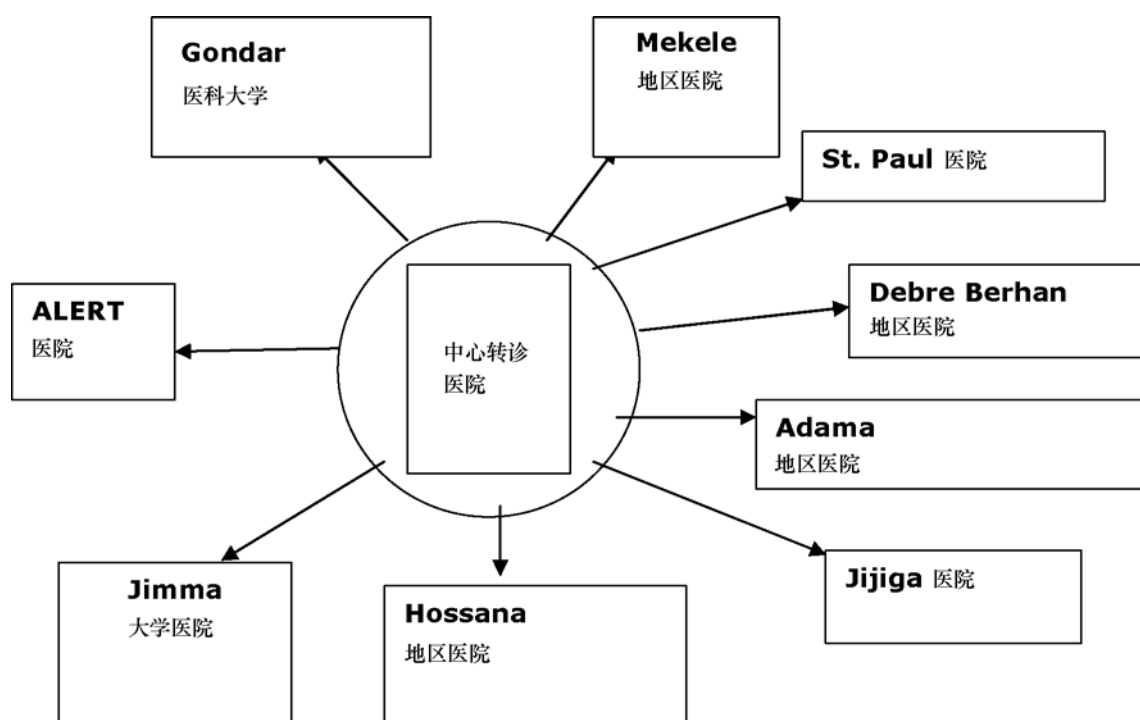 Gondar
医科大学
Mekele
地区医院
St. Paul 医院
Debre Berhan
地区医院
ALERT
医院
中心转诊
医院
Adama
地区医院
Jijiga 医院
Jimma
大学医院
Hossana
地区医院